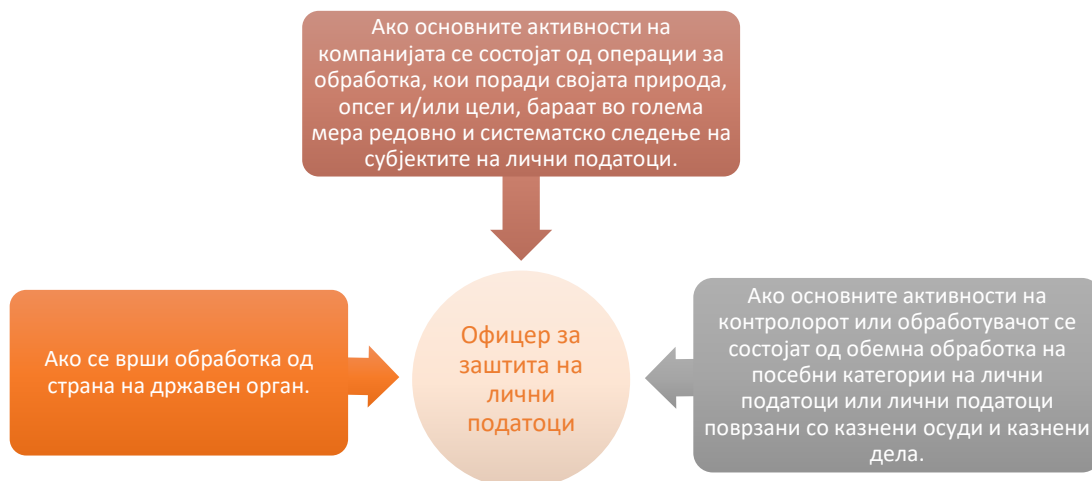 Ако основните активности на
компанијата се состојат од операции за
обработка, кои поради својата природа,
опсег и/или цели, бараат во голема
мера редовно и систематско следење на
субјектите на лични податоци.
Ако се врши обработка од
страна на државен орган.
Офицер за
заштита на
лични
податоци
Ако основните активности на
контролорот или обработувачот се
состојат од обемна обработка на
посебни категории на лични
податоци или лични податоци
поврзани со казнени осуди и казнени
дела.